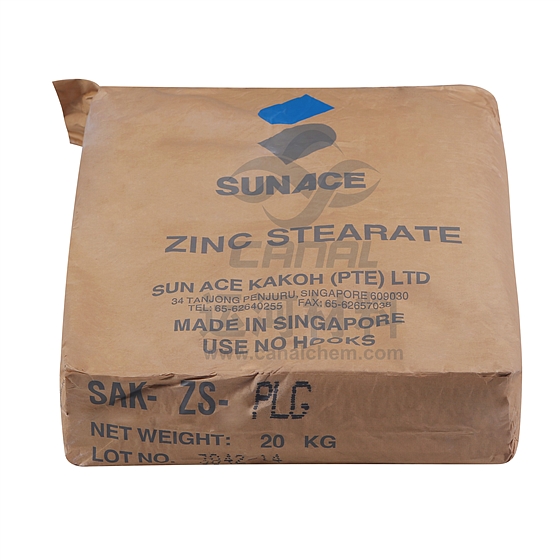 SUNACE
ZINC STEARATE
CANAL
SUN ACE KAKOH (PTE) LTD
34 TANJONG PENJURU, SINGAPORE 609030
TEL: 65-62640255 FAX: 65-62657038
MADE IN SINGAPORE
www.canalchem.com
USE NO HOOKS
SAK- ZS- PLG
NET WEIGHT: 20 KG
LOT NO.